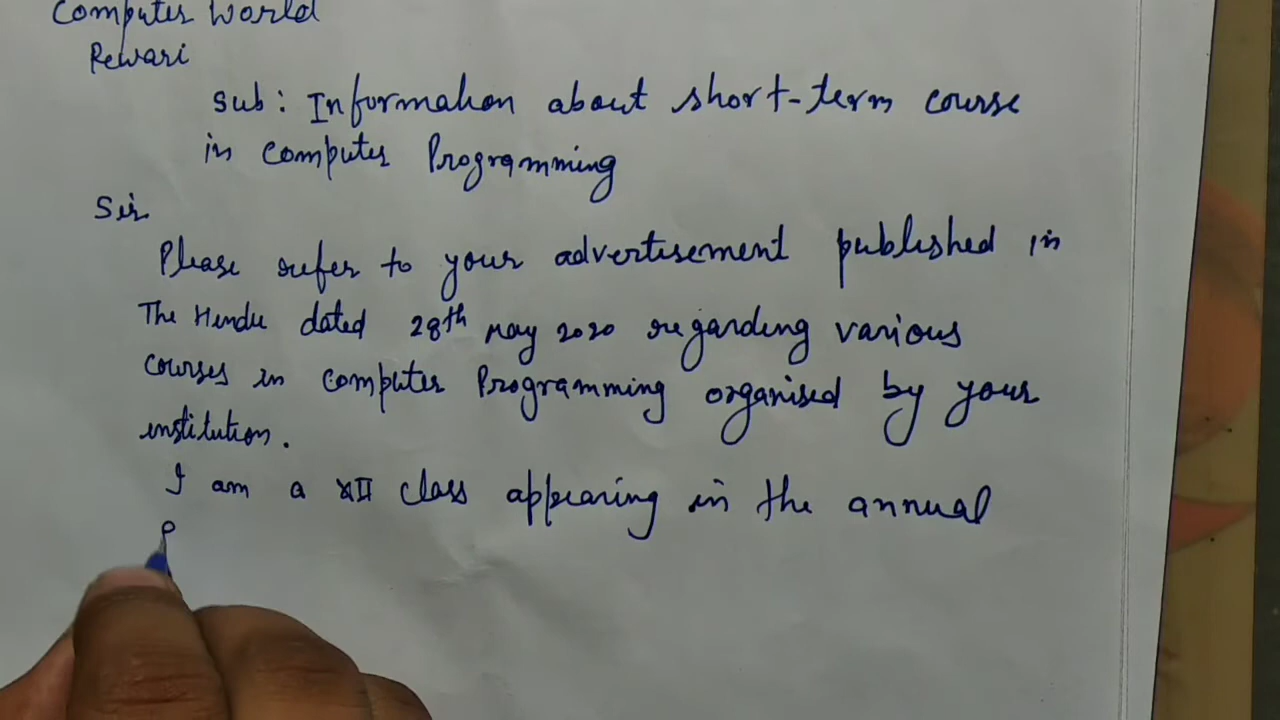 Computer World
Rewari
Sub: Information about short-term course
in Computer Programming
Sir
Please refer to your advertisement published in
The Hindu dated 28th May 2020 regarding various
courses in Computer Programming organised by your
institution.
I am a XII class appearing in the annual